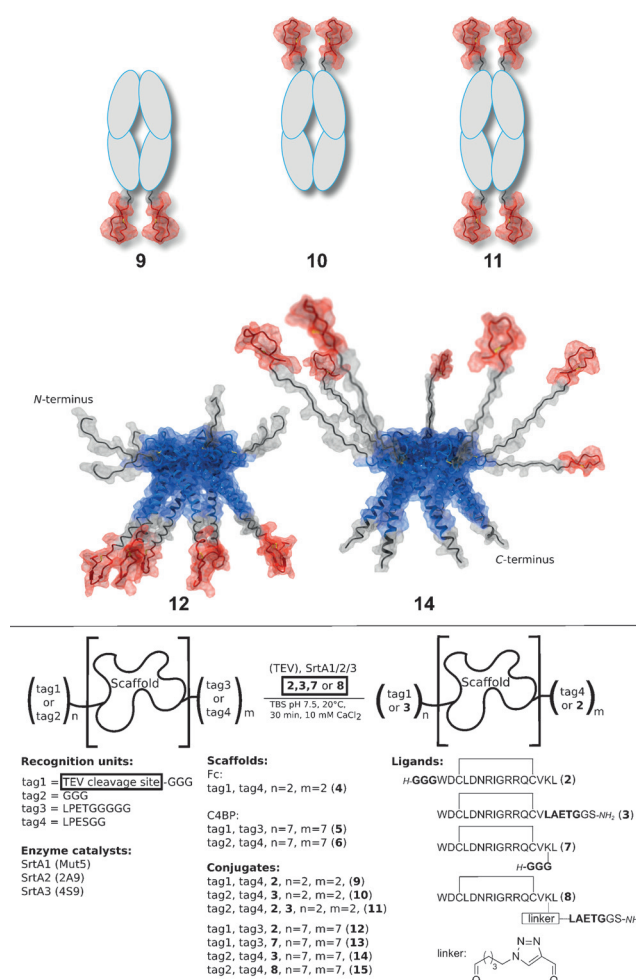 9
10
11
N-terminus
C-terminus
12
14
(tag1 or tag2)n
Scaffold
(tag3 or tag4)m
(TEV), SrtA1/2/3
2,3,7 or 8
TBS pH 7.5, 20°C,
30 min, 10 mM CaCl2
(tag1 or 3)n
Scaffold
(tag4 or 2)m
Recognition units:
tag1 = TEV cleavage site-GGG
tag2 = GGG
tag3 = LPETGGGGG
tag4 = LPESGG
Enzyme catalysts:
SrtA1 (Mut5)
SrtA2 (2A9)
SrtA3 (4S9)
Scaffolds:
Fc:
tag1, tag4, n=2, m=2 (4)
C4BP:
tag1, tag3, n=7, m=7 (5)
tag2, tag4, n=7, m=7 (6)
Conjugates:
tag1, tag4, 2, n=2, m=2, (9)
tag2, tag4, 3, n=2, m=2, (10)
tag2, tag4, 2, 3, n=2, m=2, (11)
tag1, tag3, 2, n=7, m=7 (12)
tag1, tag3, 7, n=7, m=7 (13)
tag2, tag4, 3, n=7, m=7, (14)
tag2, tag4, 8, n=7, m=7 (15)
Ligands:
H-GGGWDCLDNRIGRRQCVKL (2)
WDCLDNRIGRRQCVKVLAETGGS-NH2 (3)
WDCLDNRIGRRQCVKL (7)
H-GGG
WDCLDNRIGRRQCVKL (8)
linker-LAETGGS-NH2
linker:
N=N
3
N
O
O